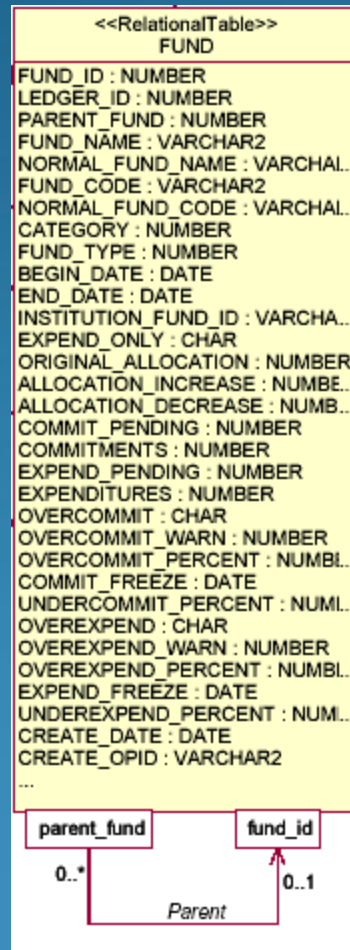 <<RelationalTable>>
FUND
FUND_ID : NUMBER
LEDGER_ID : NUMBER
PARENT_FUND : NUMBER
FUND_NAME : VARCHAR2
NORMAL_FUND_NAME : VARCHAI...
FUND_CODE : VARCHAR2
NORMAL_FUND_CODE : VARCHAI...
CATEGORY : NUMBER
FUND_TYPE : NUMBER
BEGIN_DATE : DATE
END_DATE : DATE
INSTITUTION_FUND_ID : VARCHA...
EXPEND_ONLY : CHAR
ORIGINAL_ALLOCATION : NUMBER
ALLOCATION_INCREASE : NUMBE...
ALLOCATION_DECREASE : NUMB...
COMMIT_PENDING : NUMBER
COMMITMENTS : NUMBER
EXPEND_PENDING : NUMBER
EXPENDITURES : NUMBER
OVERCOMMIT : CHAR
OVERCOMMIT_WARN : NUMBER
OVERCOMMIT_PERCENT : NUMBE...
COMMIT_FREEZE : DATE
UNDERCOMMIT_PERCENT : NUMI...
OVEREXPEND : CHAR
OVEREXPEND_WARN : NUMBER
OVEREXPEND_PERCENT : NUMBI...
EXPEND_FREEZE : DATE
UNDEREXPEND_PERCENT : NUMI...
CREATE_DATE : DATE
CREATE_OPID : VARCHAR2
...
parent_fund fund_id
0..* 0..1
Parent